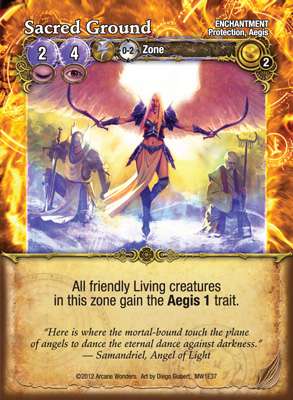 Sacred Ground
ENCHANTMENT
Protection, Aegis
2 4 0-2 Zone
2
All friendly Living creatures
in this zone gain the Aegis 1 trait.
"Here is where the mortal-bound touch the plane
of angels to dance the eternal dance against darkness."
— Samandriel, Angel of Light
©2012 Arcane Wonders. Art by Diego Gisbert. MW1E37